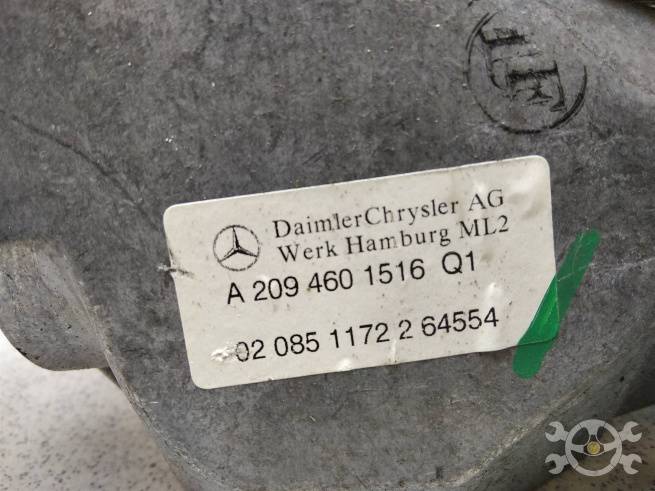 DaimlerChrysler AG
Werk Hamburg ML2
A 209 460 1516 Q1
02 085 1172 2 64554